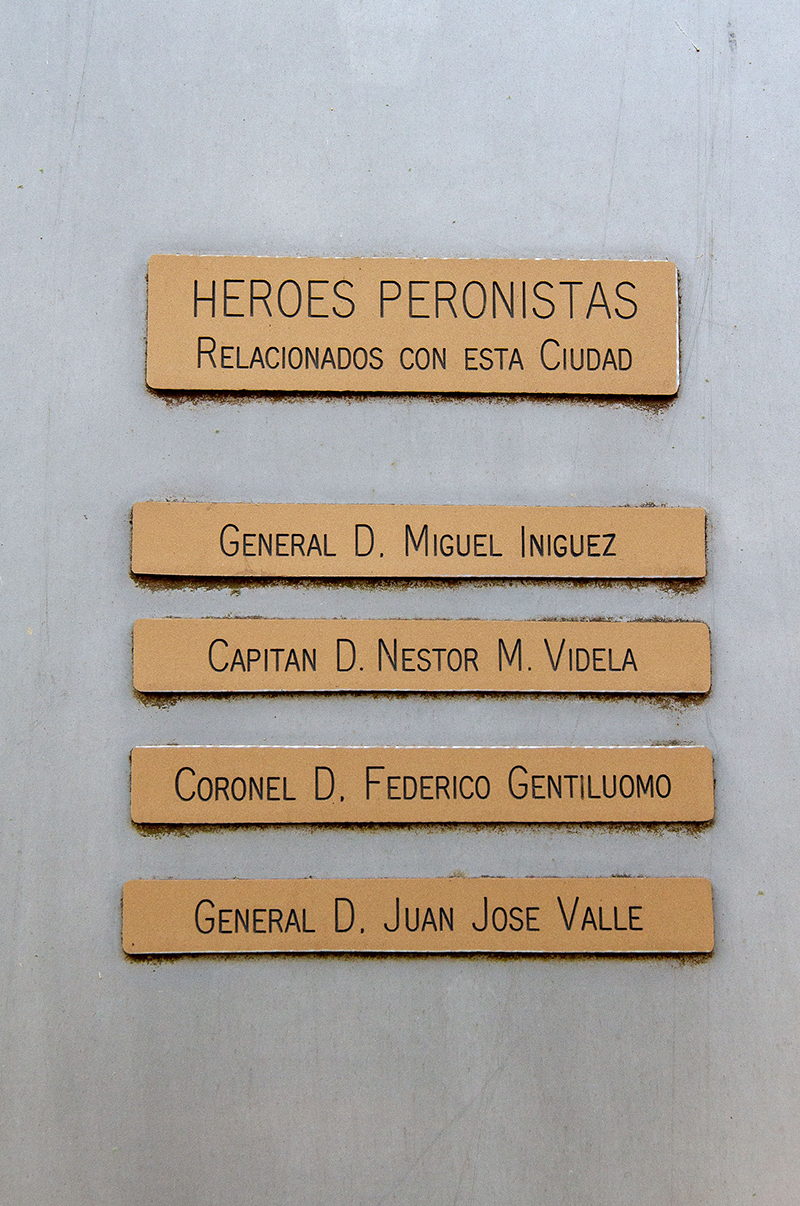 HEROES PERONISTAS
RELACIONADOS CON ESTA CIUDAD
GENERAL D. MIGUEL INIGUEZ
CAPITAN D. NESTOR M. VIDELA
CORONEL D. FEDERICO GENTILUOMO
GENERAL D. JUAN JOSE VALLE